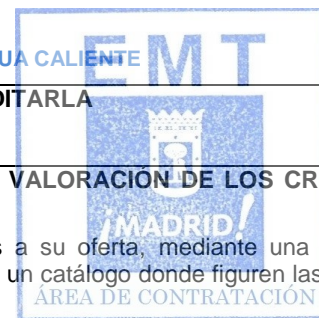 UA CALIENTE
EMT
DITARLA
VALORACIÓN DE LOS CR
¡MADRID!
s a su oferta, mediante una
un catálogo donde figuren las
ÁREA DE CONTRATACIÓN